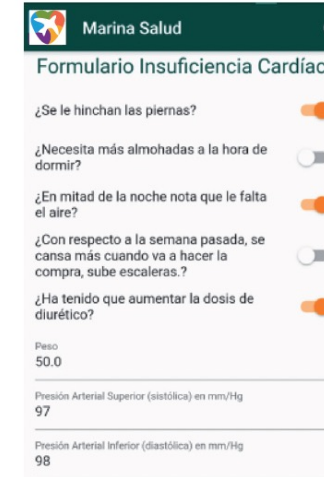 Marina Salud
Formulario Insuficiencia Cardíac
¿Se le hinchan las piernas?
¿Necesita más almohadas a la hora de
dormir?
¿En mitad de la noche nota que le falta
el aire?
¿Con respecto a la semana pasada, se
cansa más cuando va a hacer la
compra, sube escaleras.?
¿Ha tenido que aumentar la dosis de
diurético?
Peso
50.0
Presión Arterial Superior (sistólica) en mm/Hg
97
Presión Arterial Inferior (diastólica) en mm/Hg
98